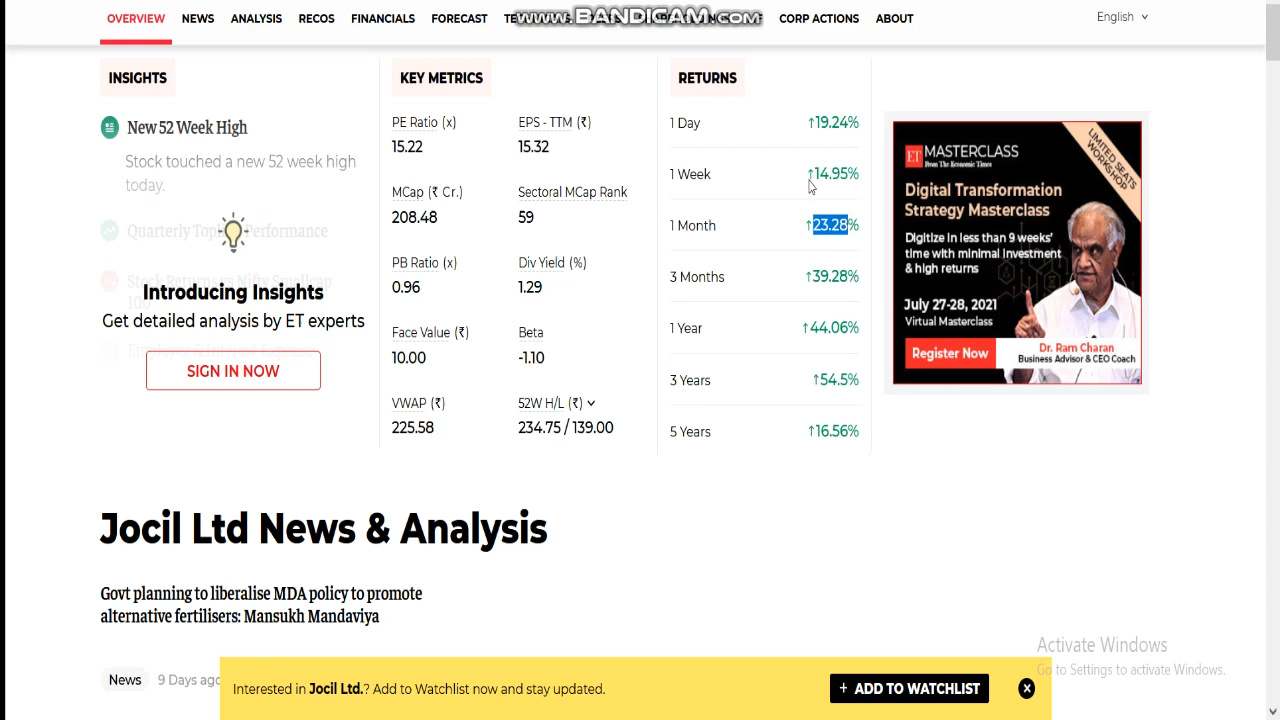 OVERVIEW NEWS ANALYSIS RECOS FINANCIALS FORECAST CORP ACTIONS ABOUT English
www.BANDICAM.com
INSIGHTS
New 52 Week High
Stock touched a new 52 week high
today.
Introducing Insights
Get detailed analysis by ET experts
SIGN IN NOW
KEY METRICS
PE Ratio (x) EPS - TTM (₹)
15.22 15.32
MCap (₹ Cr.) Sectoral MCap Rank
208.48 59
PB Ratio (x) Div Yield (%)
0.96 1.29
Face Value (₹) Beta
10.00 -1.10
VWAP (₹) 52W H/L (₹)
225.58 234.75 / 139.00
RETURNS
1 Day ↑19.24%
1 Week ↑14.95%
1 Month ↑23.28%
3 Months ↑39.28%
1 Year ↑44.06%
3 Years ↑54.5%
5 Years ↑16.56%
LIMITED SEATS
WORKSHOP
ET MASTERCLASS
From The Economic Times
Digital Transformation
Strategy Masterclass
Digitize in less than 9 weeks'
time with minimal investment
& high returns
July 27-28, 2021
Virtual Masterclass
Register Now
Dr. Ram Charan
Business Advisor & CEO Coach
Jocil Ltd News & Analysis
Govt planning to liberalise MDA policy to promote
alternative fertilisers: Mansukh Mandaviya
News 9 Days ago
Interested in Jocil Ltd.? Add to Watchlist now and stay updated.
+ ADD TO WATCHLIST
Activate Windows
Go to Settings to activate Windows.